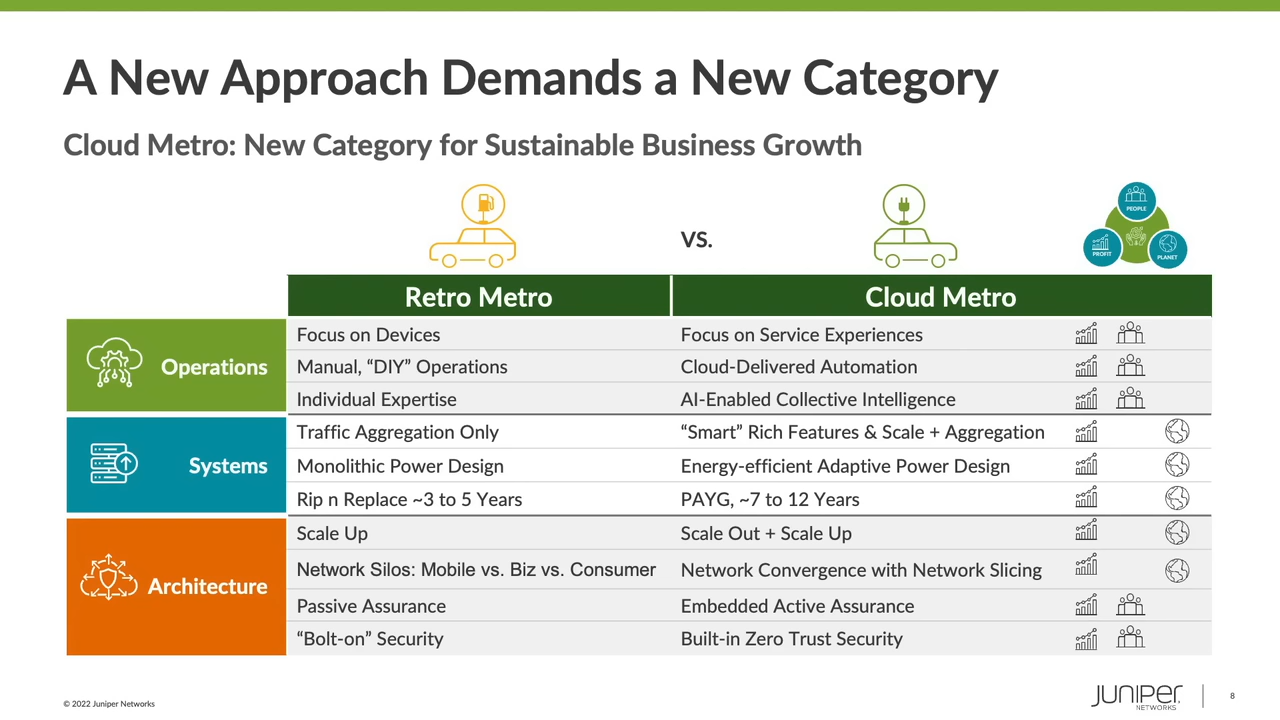 A New Approach Demands a New Category
Cloud Metro: New Category for Sustainable Business Growth
VS.
PEOPLE
PROFIT
PLANET
Retro Metro
Cloud Metro
Operations
Focus on Devices
Focus on Service Experiences
Manual, “DIY” Operations
Cloud-Delivered Automation
Individual Expertise
AI-Enabled Collective Intelligence
Systems
Traffic Aggregation Only
“Smart” Rich Features & Scale + Aggregation
Monolithic Power Design
Energy-efficient Adaptive Power Design
Rip n Replace ~3 to 5 Years
PAYG, ~7 to 12 Years
Architecture
Scale Up
Scale Out + Scale Up
Network Silos: Mobile vs. Biz vs. Consumer
Network Convergence with Network Slicing
Passive Assurance
Embedded Active Assurance
“Bolt-on” Security
Built-in Zero Trust Security
© 2022 Juniper Networks
JUNIPER
NETWORKS
8